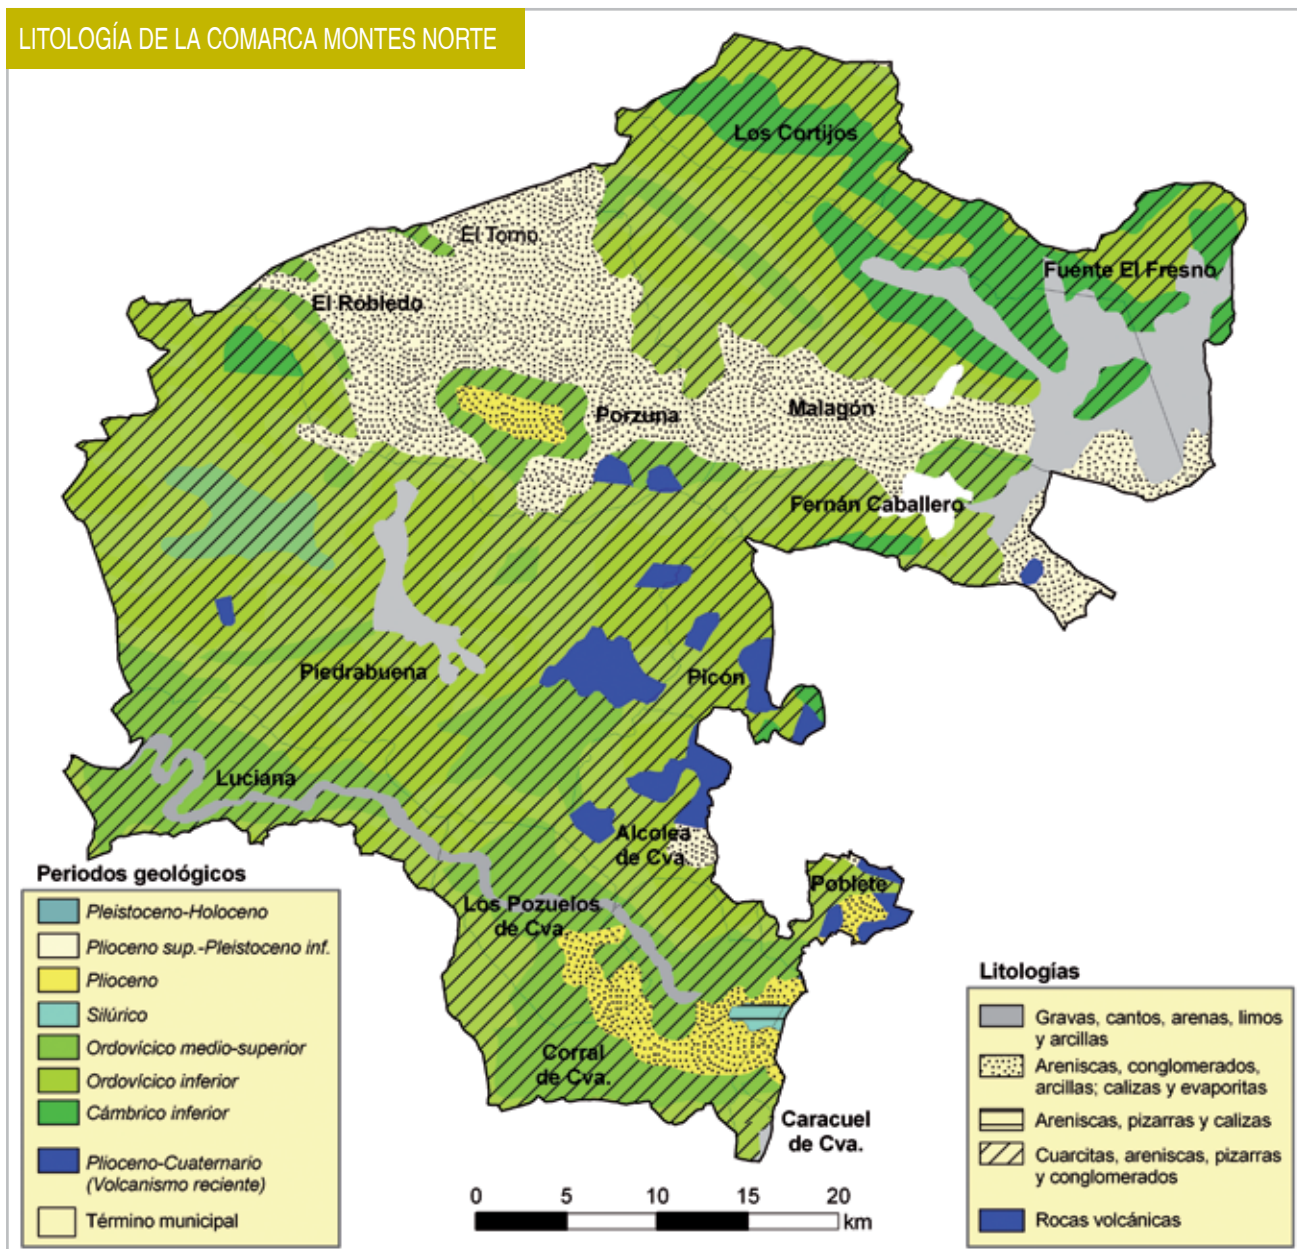 LITOLOGÍA DE LA COMARCA MONTES NORTE
Los Cortijos
El Torno
Fuente El Fresno
El Robledo
Porzuna
Malagón
Fernán Caballero
Piedrabuena
Picón
Luciana
Alcolea
de Cva.
Poblete
Los Pozuelos
de Cva.
Corral
de Cva.
Caracuel
de Cva.
Periodos geológicos
Pleistoceno-Holoceno
Plioceno sup.-Pleistoceno inf.
Plioceno
Silúrico
Ordovícico medio-superior
Ordovícico inferior
Cámbrico inferior
Plioceno-Cuaternario
(Volcanismo reciente)
Término municipal
0 5 10 15 20
km
Litologías
Gravas, cantos, arenas, limos
y arcillas
Areniscas, conglomerados,
arcillas; calizas y evaporitas
Areniscas, pizarras y calizas
Cuarcitas, areniscas, pizarras
y conglomerados
Rocas volcánicas